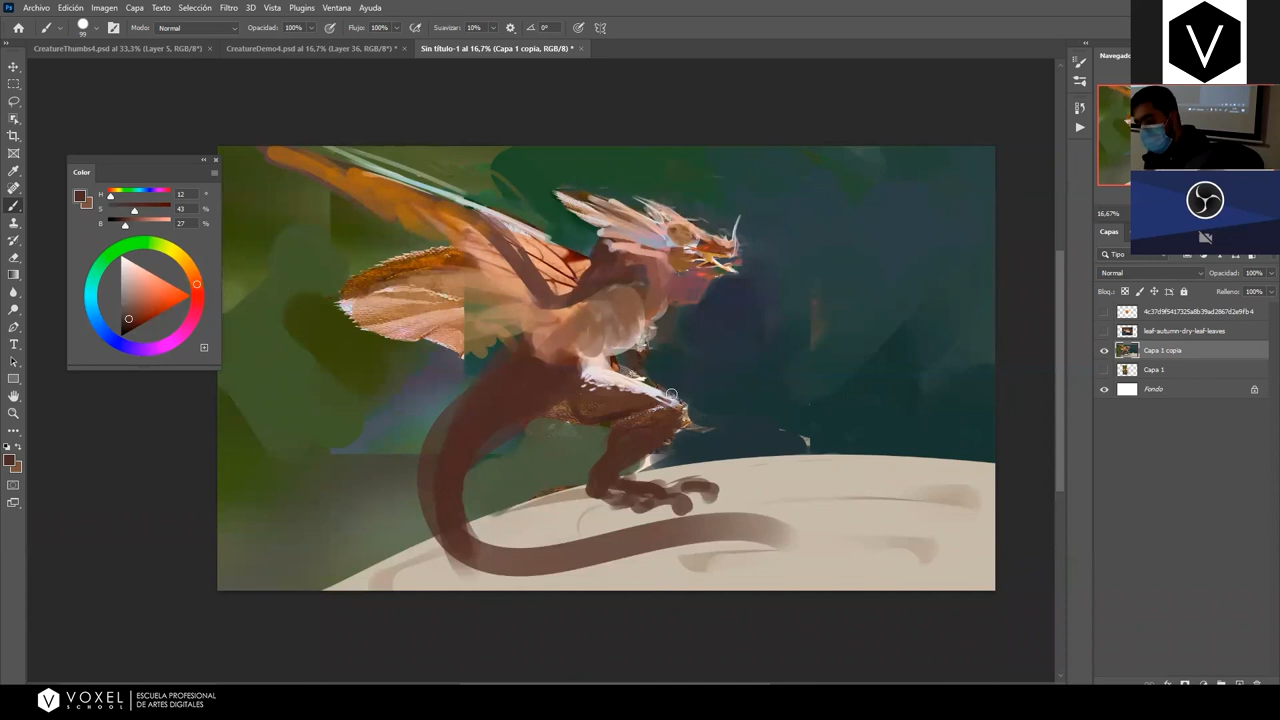 Ps Archivo Edición Imagen Capa Texto Selección Filtro 3D Vista Plugins Ventana Ayuda
99 Modo: Normal Opacidad: 100% Flujo: 100% Suavizar: 10% 0°
CreatureThumbs4.psd al 33,3% (Layer 5, RGB/8*) × CreatureDemo4.psd al 16,7% (Layer 36, RGB/8*) * × Sin título-1 al 16,7% (Capa 1 copia, RGB/8) * ×
Navegador
V
Color
H 12 °
S 43 %
B 27 %
16,67%
Capas
Tipo
Normal Opacidad: 100%
Bloq.: Relleno: 100%
4c37d9f5417325a8b39ad2867d2e9fb4
leaf-autumn-dry-leaf-leaves
Capa 1 copia
Capa 1
Fondo
VOXEL SCHOOL
ESCUELA PROFESIONAL
DE ARTES DIGITALES